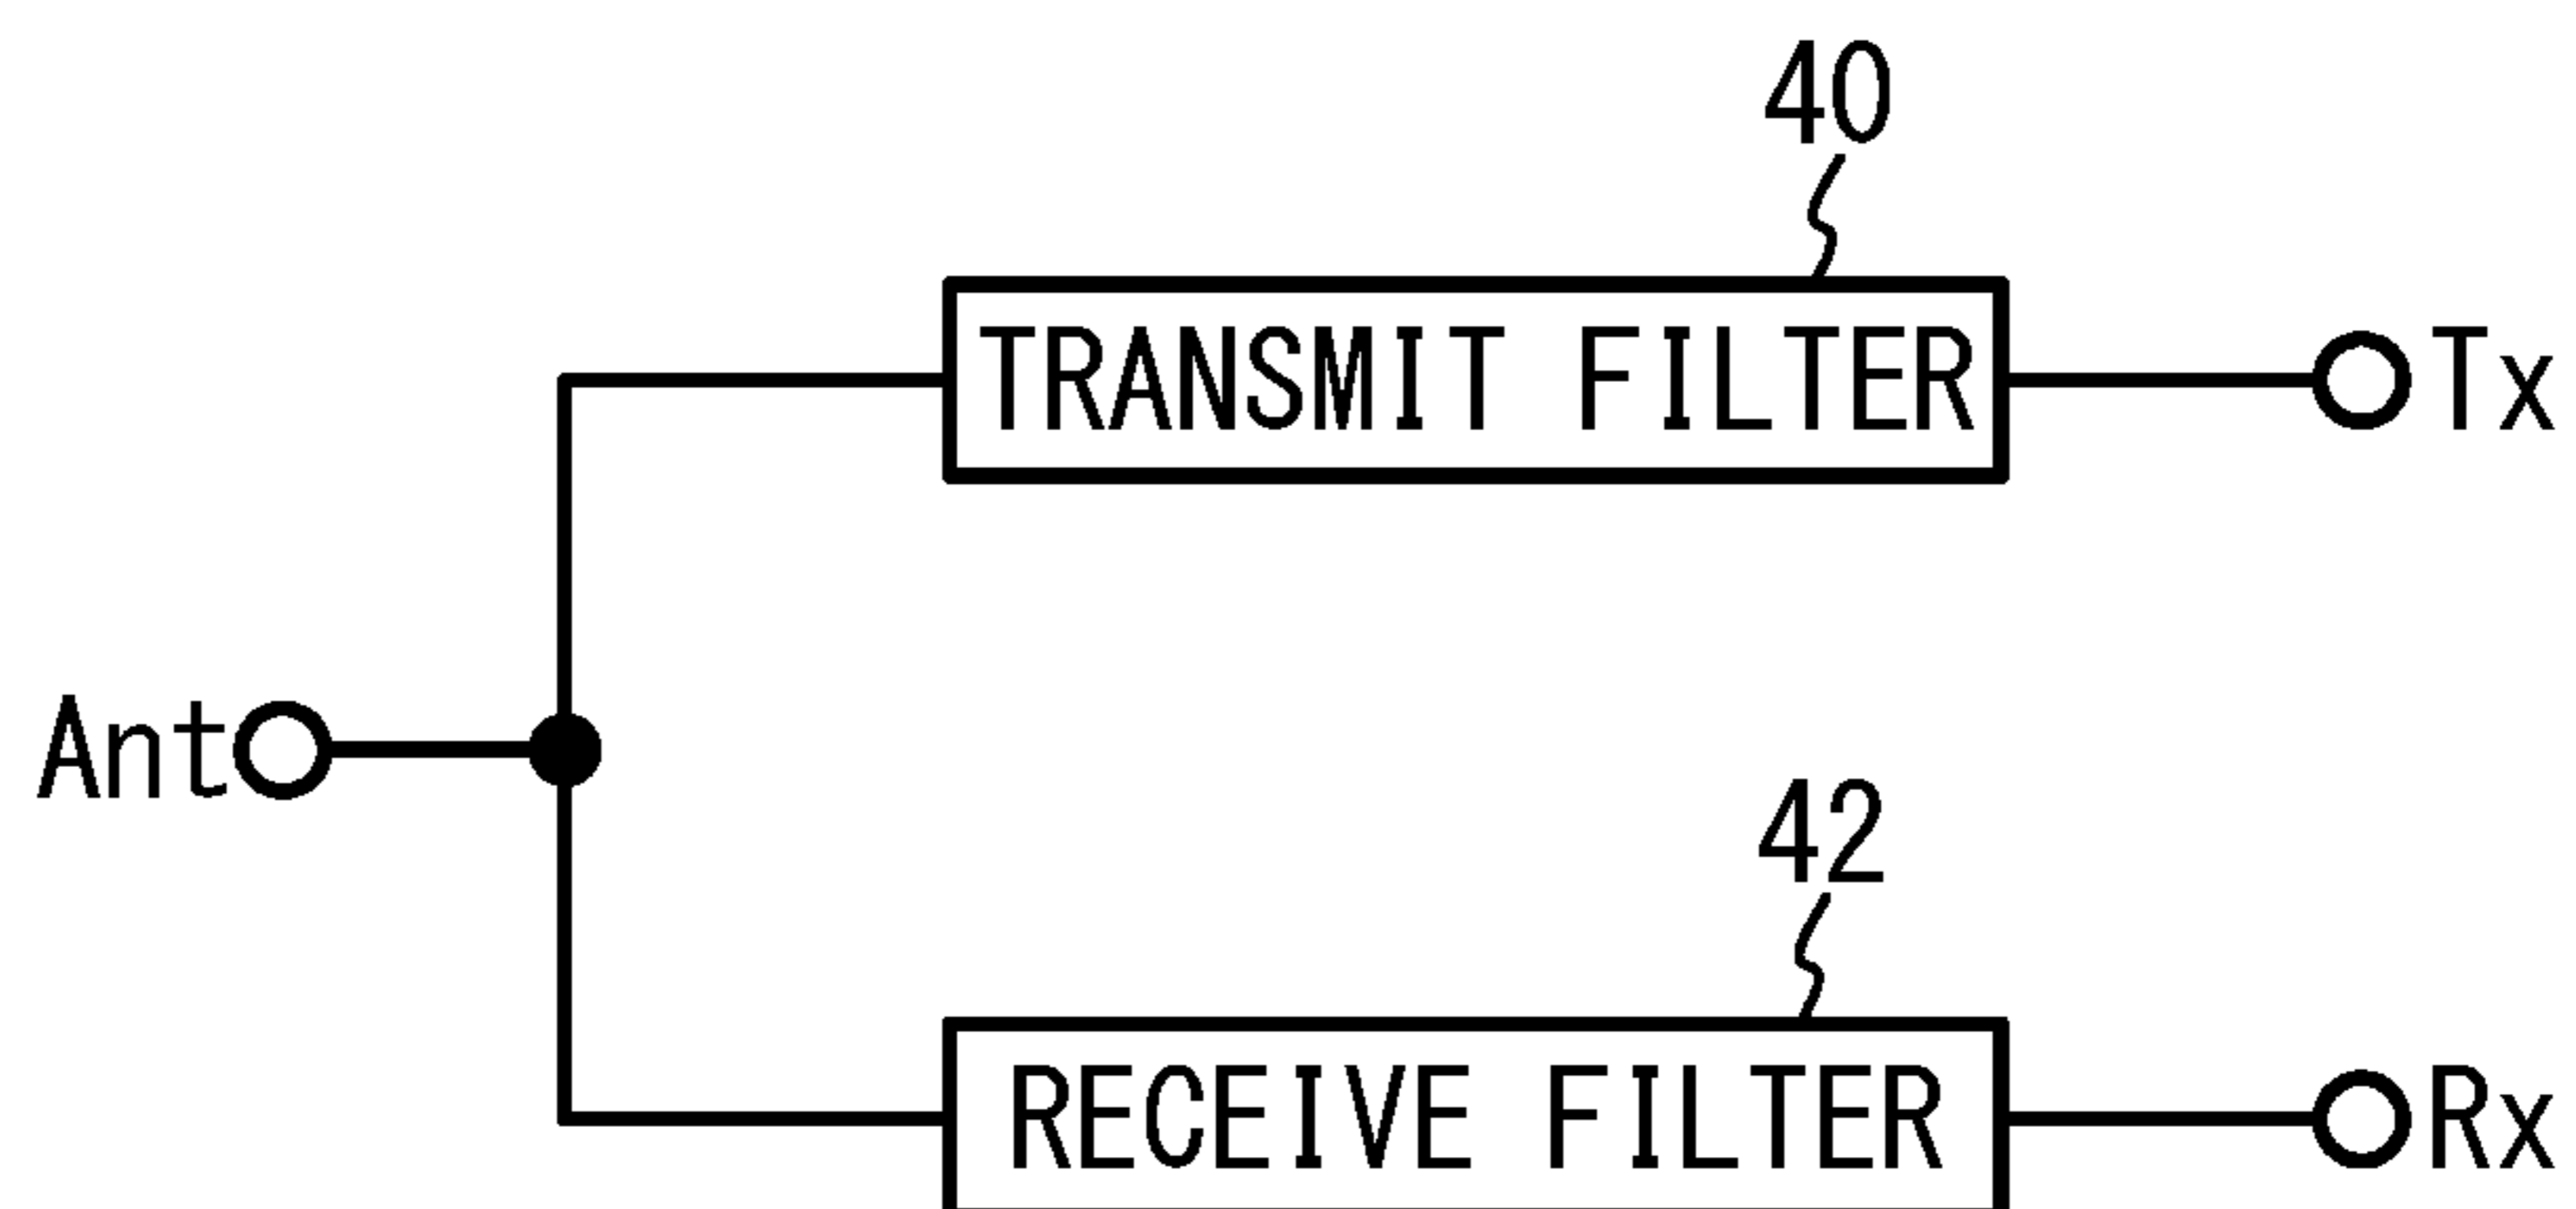 40
TRANSMIT FILTER
Tx
Ant
42
RECEIVE FILTER
Rx